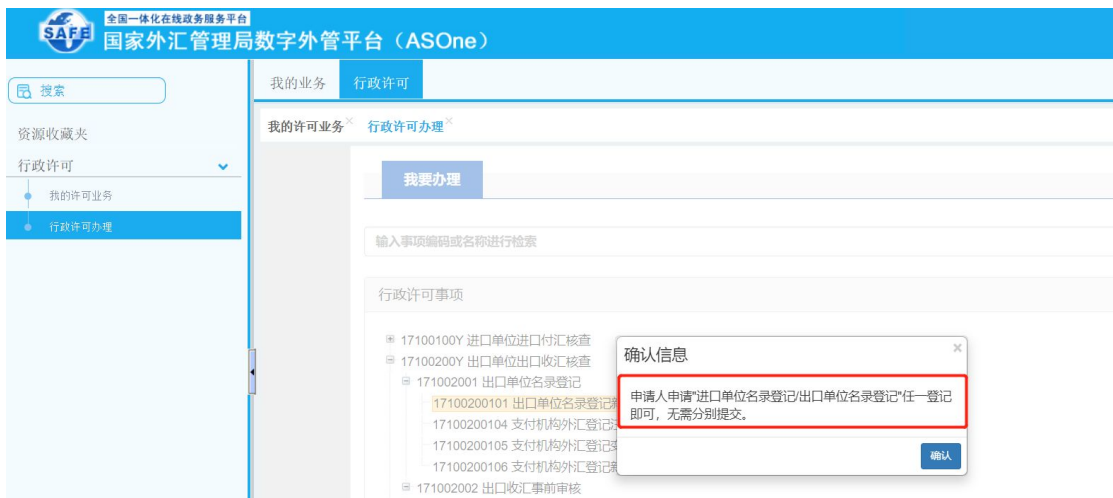 全国一体化在线政务服务平台
SAFE 国家外汇管理局数字外管平台（ASOne）
搜索
我的业务 行政许可
资源收藏夹
我的许可业务 行政许可办理
行政许可
我的许可业务
行政许可办理
我要办理
输入事项编码或名称进行检索
行政许可事项
17100100Y 进口单位进口付汇核查
17100200Y 出口单位出口收汇核查
171002001 出口单位名录登记
17100200101 出口单位名录登记
17100200104 支付机构外汇登记
17100200105 支付机构外汇登记
17100200106 支付机构外汇登记
171002002 出口收汇事前审核
确认信息
申请人申请"进口单位名录登记/出口单位名录登记"任一登记
即可，无需分别提交。
确认